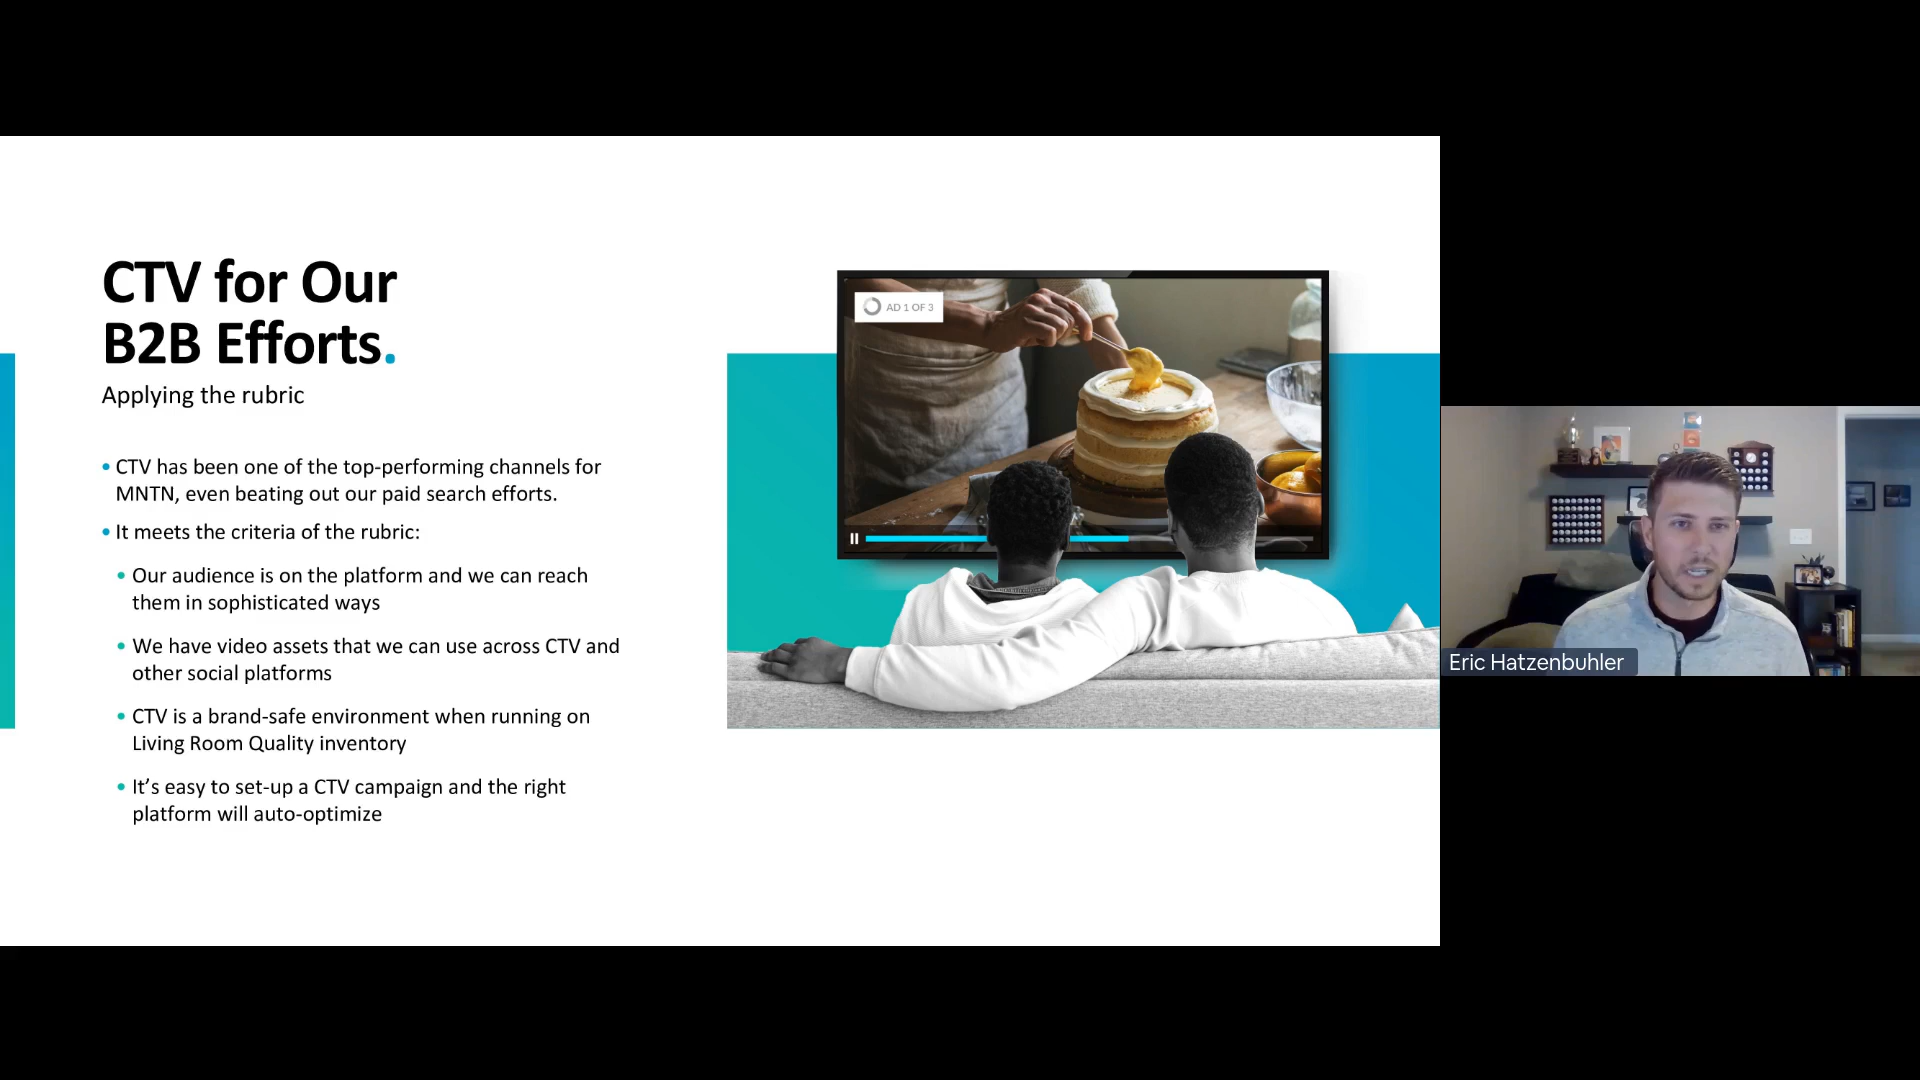 CTV for Our
B2B Efforts.
Applying the rubric
• CTV has been one of the top-performing channels for
MNTN, even beating out our paid search efforts.
• It meets the criteria of the rubric:
• Our audience is on the platform and we can reach
them in sophisticated ways
• We have video assets that we can use across CTV and
other social platforms
• CTV is a brand-safe environment when running on
Living Room Quality inventory
• It’s easy to set-up a CTV campaign and the right
platform will auto-optimize
AD 1 OF 3
Eric Hatzenbuhler